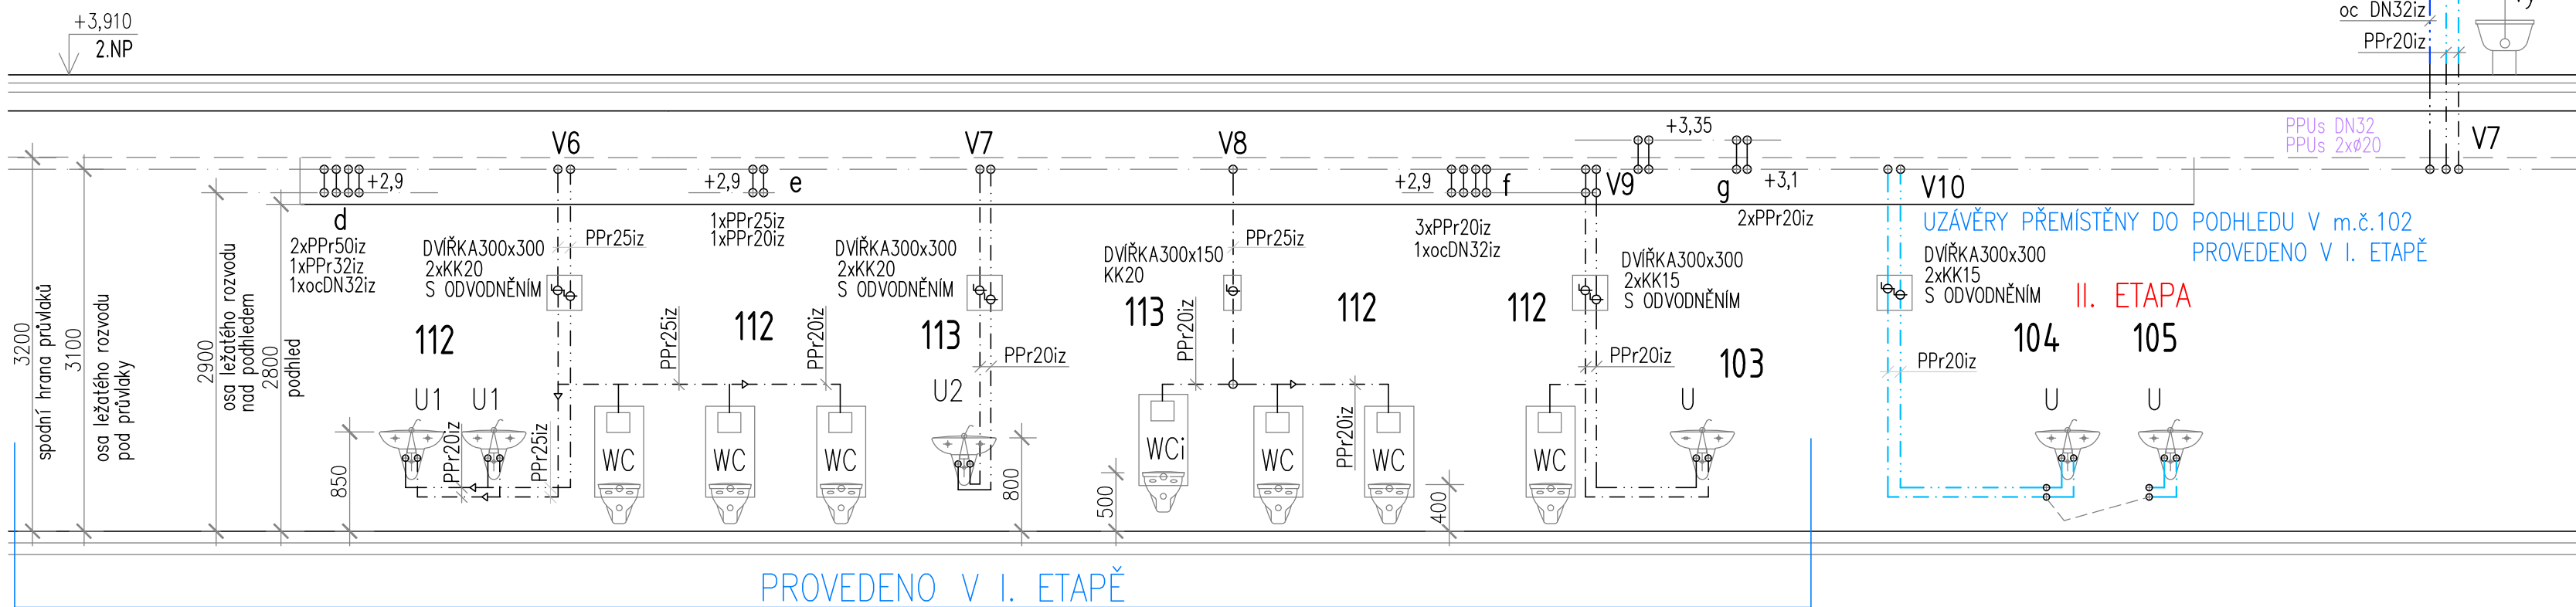 +3,910
2.NP
oc DN32iz
PPr20iz
PPUs DN32
PPUs 2xø20
V7
V6
V7
V8
+3,35
+2,9
d
+2,9
e
+2,9
f
V9
g
+3,1
V10
2xPPr50iz
1xPPr32iz
1xocDN32iz
1xPPr25iz
1xPPr20iz
3xPPr20iz
1xocDN32iz
2xPPr20iz
UZÁVĚRY PŘEMÍSTĚNY DO PODHLEDU V m.č.102
PROVEDENO V I. ETAPĚ
DVÍŘKA300x300
2xKK20
S ODVODNĚNÍM
PPr25iz
DVÍŘKA300x300
2xKK20
S ODVODNĚNÍM
DVÍŘKA300x150
KK20
PPr25iz
DVÍŘKA300x300
2xKK15
S ODVODNĚNÍM
DVÍŘKA300x300
2xKK15
S ODVODNĚNÍM
II. ETAPA
3200
spodní hrana průvlaků
3100
osa ležatého rozvodu
pod průvlaky
2900
osa ležatého rozvodu
nad podhledem
2800
podhled
112
PPr25iz
112
PPr20iz
113
PPr20iz
113
PPr20iz
112
112
PPr20iz
103
PPr20iz
104
105
U1
U1
U2
U
U
U
850
PPr20iz
PPr25iz
WC
WC
WC
800
500
WCi
WC
PPr20iz
WC
400
WC
PROVEDENO V I. ETAPĚ